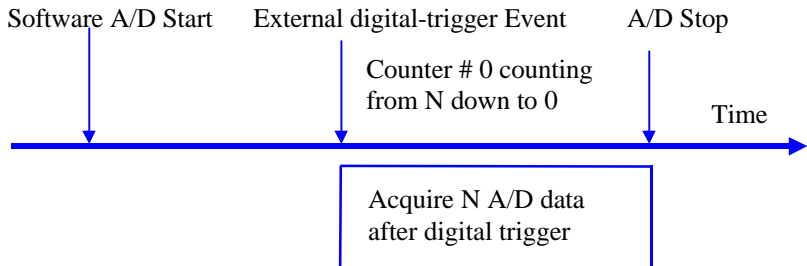 Software A/D Start
External digital-trigger Event
A/D Stop
Counter # 0 counting
from N down to 0
Time
Acquire N A/D data
after digital trigger